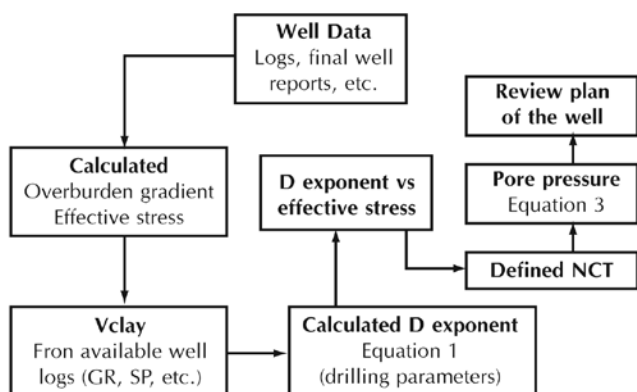 Well Data
Logs, final well
reports, etc.
Calculated
Overburden gradient
Effective stress
Vclay
Fron available well
logs (GR, SP, etc.)
Calculated D exponent
Equation 1
(drilling parameters)
D exponent vs
effective stress
Defined NCT
Pore pressure
Equation 3
Review plan
of the well